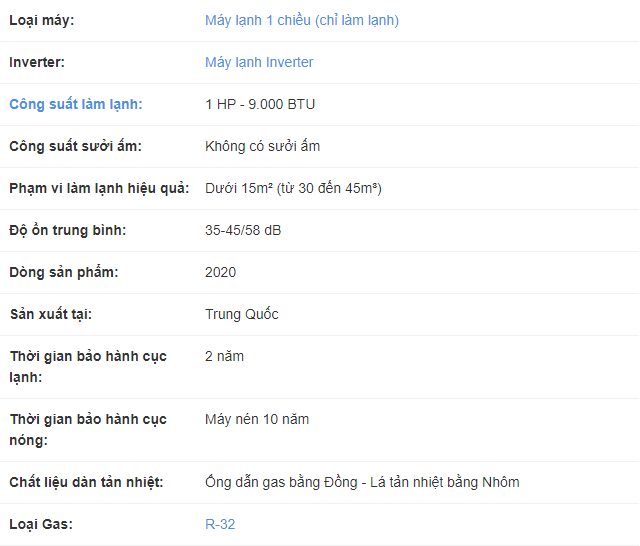 Loại máy: Máy lạnh 1 chiều (chỉ làm lạnh)
Inverter: Máy lạnh Inverter
Công suất làm lạnh: 1 HP - 9.000 BTU
Công suất sưởi ấm: Không có sưởi ấm
Phạm vi làm lạnh hiệu quả: Dưới 15m² (từ 30 đến 45m³)
Độ ồn trung bình: 35-45/58 dB
Dòng sản phẩm: 2020
Sản xuất tại: Trung Quốc
Thời gian bảo hành cục 2 năm
lạnh:
Thời gian bảo hành cục Máy nén 10 năm
nóng:
Chất liệu dàn tản nhiệt: Ống dẫn gas bằng Đồng - Lá tản nhiệt bằng Nhôm
Loại Gas: R-32